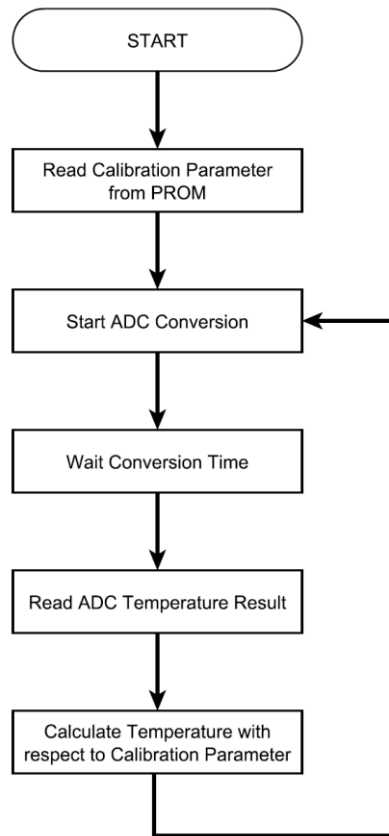 START
Read Calibration Parameter
from PROM
Start ADC Conversion
Wait Conversion Time
Read ADC Temperature Result
Calculate Temperature with
respect to Calibration Parameter